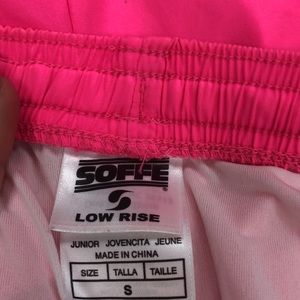 SOFFE
LOW RISE
JUNIOR JOVENCITA JEUNE
MADE IN CHINA
SIZE TALLA TAILLE
S